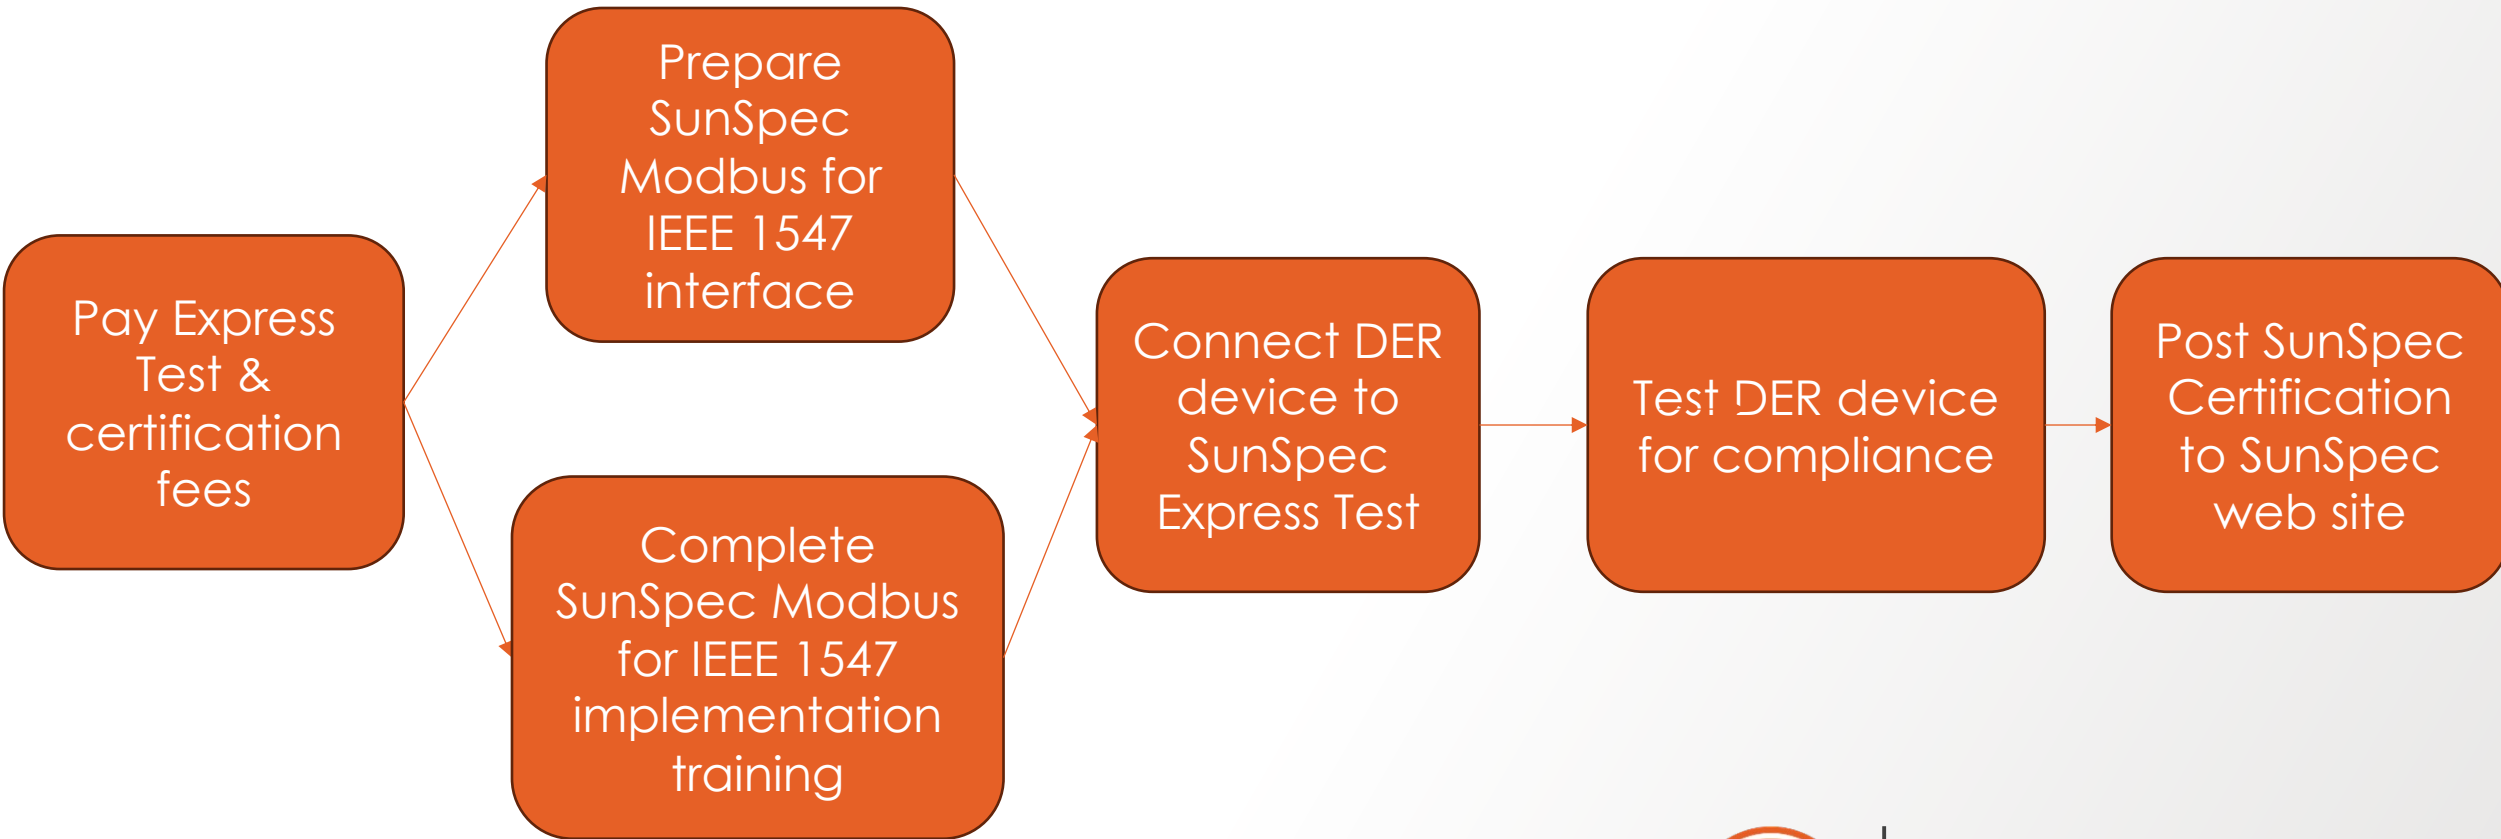 Pay Express
Test &
certification
fees
Prepare
SunSpec
Modbus for
IEEE 1547
interface
Complete
SunSpec Modbus
for IEEE 1547
implementation
training
Connect DER
device to
SunSpec
Express Test
Test DER device
for compliance
Post SunSpec
Certification
to SunSpec
web site